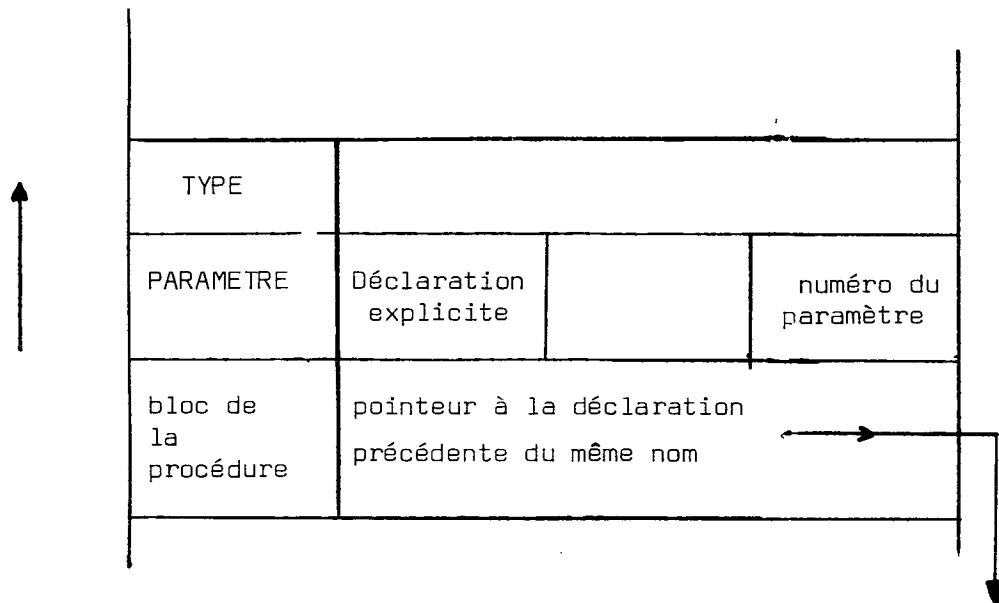 TYPE
PARAMETRE
Déclaration
explicite
numéro du
paramètre
bloc de
la
procédure
pointeur à la déclaration
précédente du même nom